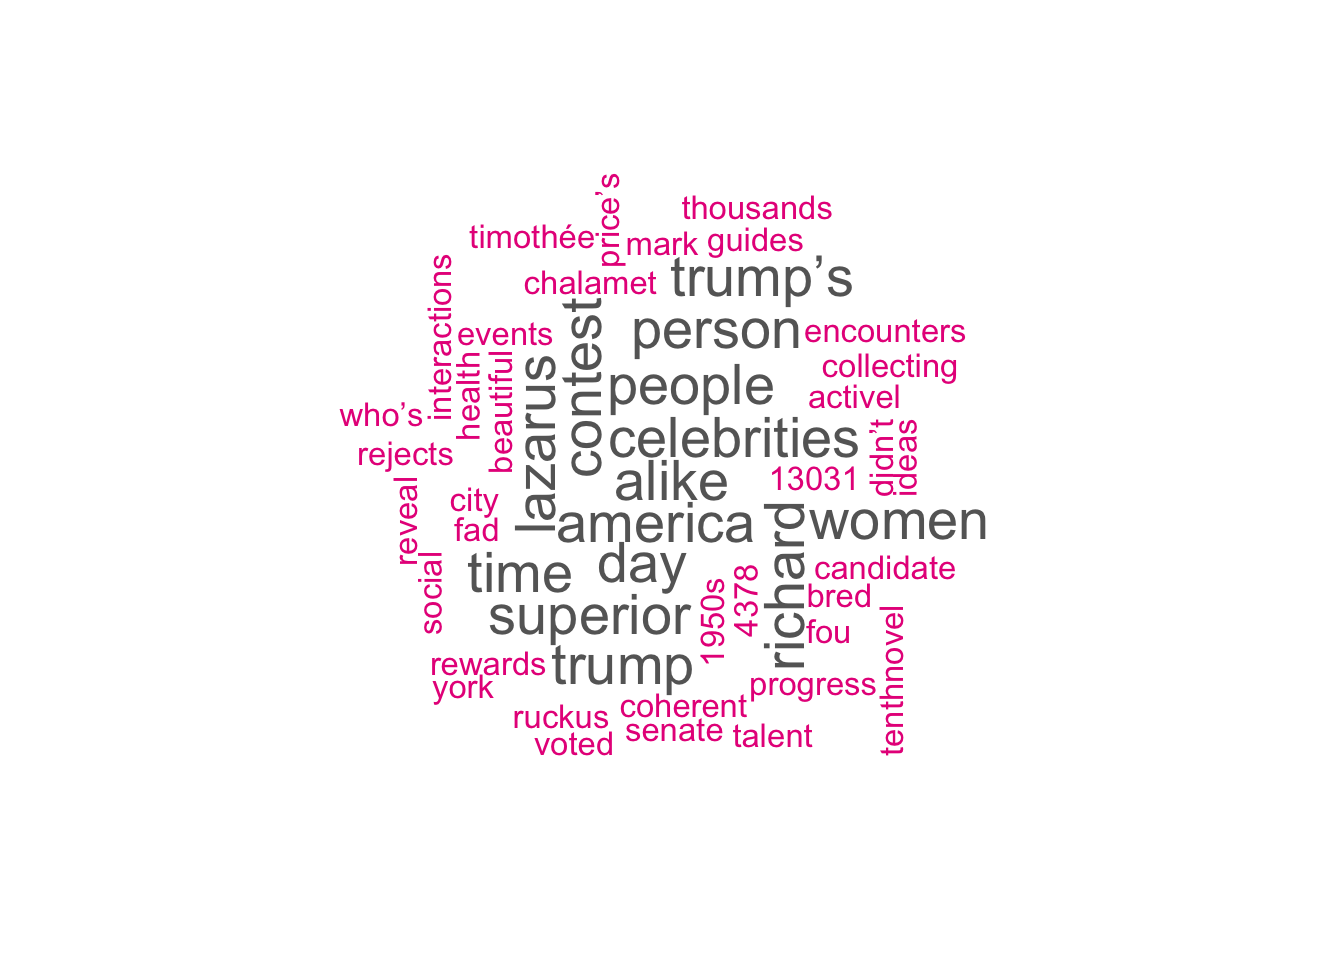 price’s
thousands
timothée
mark
guides
chalamet
trump’s
interactions
events
contest
person
encounters
health
beautiful
lazarus
people
collecting
activel
who’s
rejects
celebrities
didn’t
ideas
alike
13031
reveal
city
fad
america
richard
women
social
time
day
superior
1950s
4378
candidate
bred
fou
tenthnovel
rewards
york
trump
progress
ruckus
coherent
voted
senate
talent